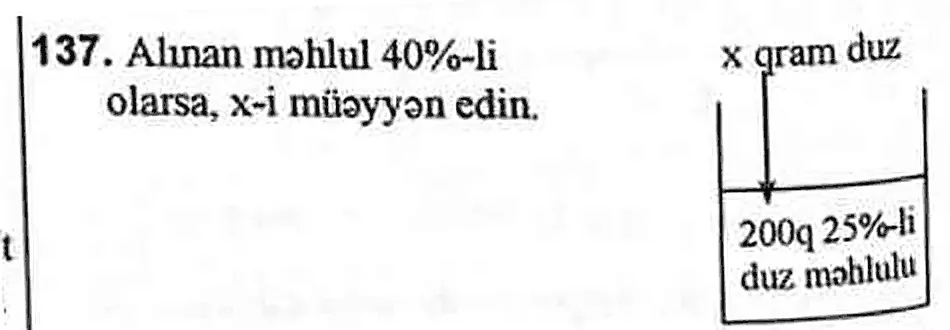 137. Alınan məhlul 40%-li
olarsa, x-i müəyyən edin.
x qram duz
200q 25%-li
duz məhlulu
t